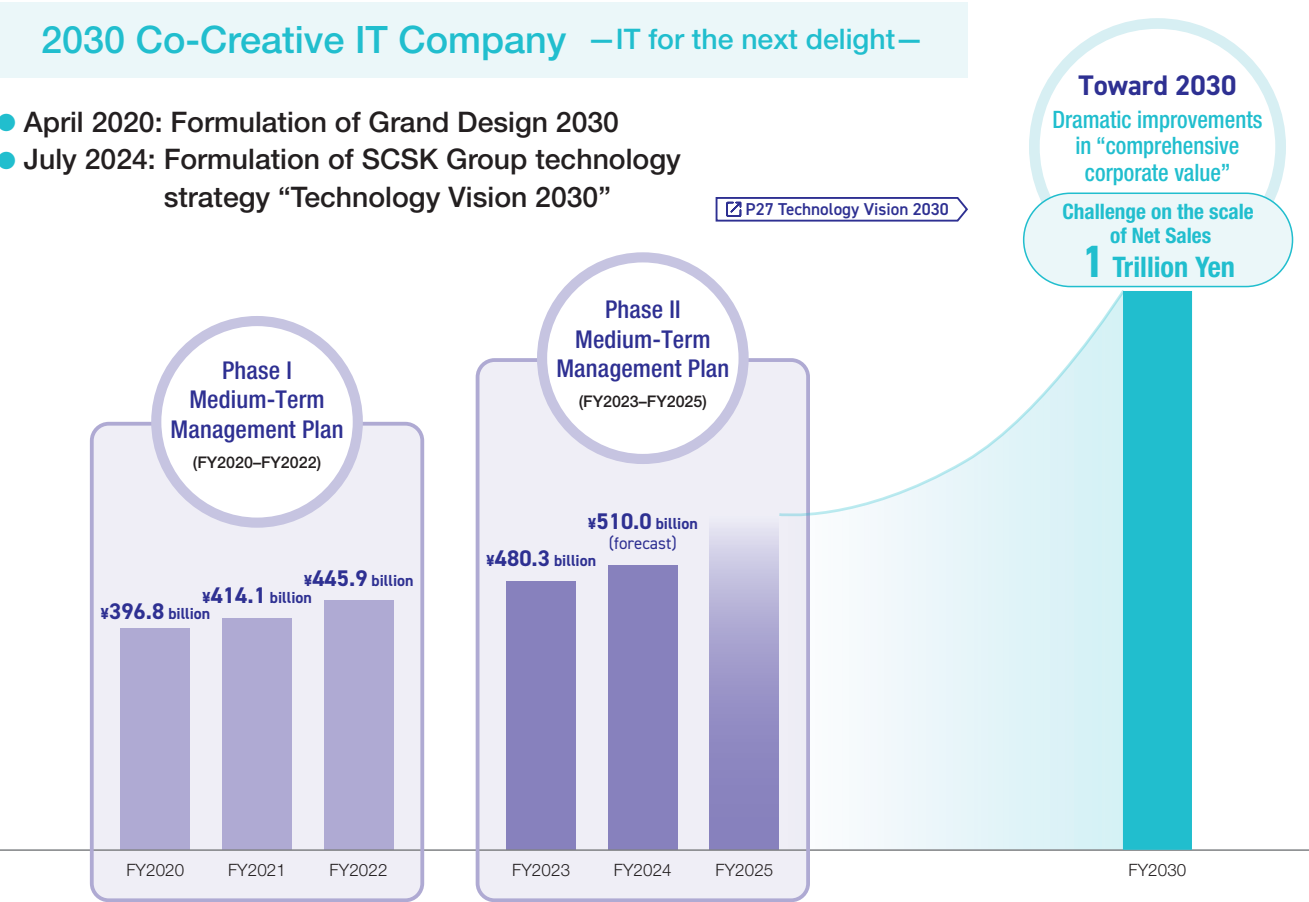 2030 Co-Creative IT Company —IT for the next delight—
● April 2020: Formulation of Grand Design 2030
● July 2024: Formulation of SCSK Group technology
strategy “Technology Vision 2030”
P27 Technology Vision 2030
Toward 2030
Dramatic improvements
in “comprehensive
corporate value”
Challenge on the scale
of Net Sales
1 Trillion Yen
Phase I
Medium-Term
Management Plan
(FY2020–FY2022)
¥396.8 billion
¥414.1 billion
¥445.9 billion
Phase II
Medium-Term
Management Plan
(FY2023–FY2025)
¥480.3 billion
¥510.0 billion
(forecast)
FY2020
FY2021
FY2022
FY2023
FY2024
FY2025
FY2030